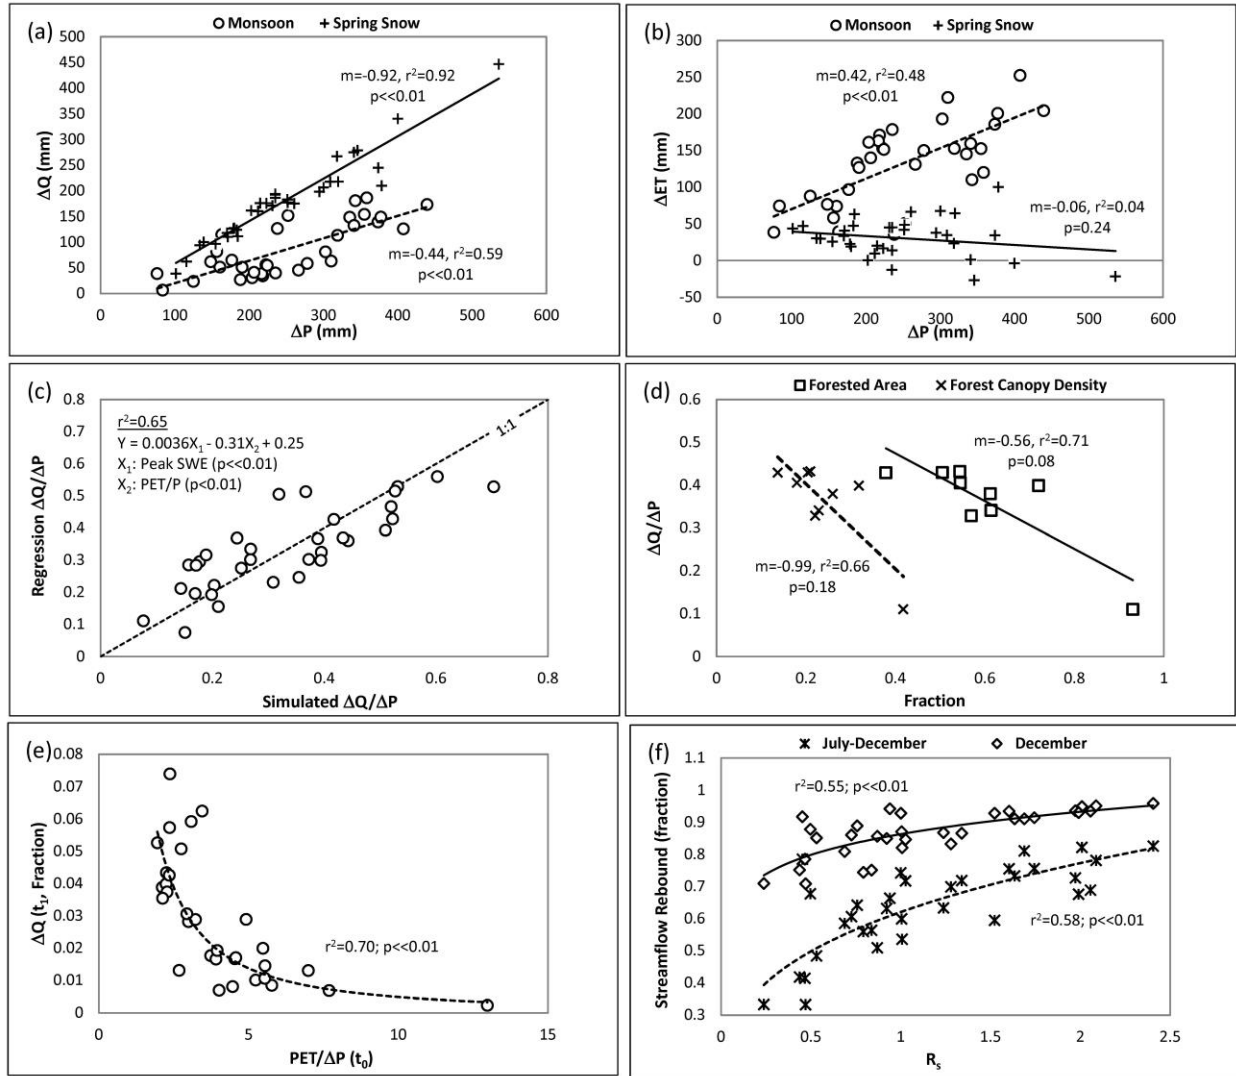 Monsoon Spring Snow
(a)
500
450
400
350
300
250
200
150
100
50
0
ΔQ (mm)
m=-0.92, r²=0.92
p<<0.01
m=-0.44, r²=0.59
p<<0.01
0 100 200 300 400 500 600
ΔP (mm)
Monsoon Spring Snow
(b)
300
250
200
150
100
50
0
-50
ΔET (mm)
m=0.42, r²=0.48
p<<0.01
m=-0.06, r²=0.04
p=0.24
0 100 200 300 400 500 600
ΔP (mm)
(c)
0.8
0.7
0.6
0.5
0.4
0.3
0.2
0.1
0
Regression ΔQ/ΔP
r²=0.65
Y = 0.0036X₁ - 0.31X₂ + 0.25
X₁: Peak SWE (p<<0.01)
X₂: PET/P (p<0.01)
1:1
0 0.2 0.4 0.6 0.8
Simulated ΔQ/ΔP
Forested Area Forest Canopy Density
(d)
0.6
0.5
0.4
0.3
0.2
0.1
0
ΔQ/ΔP
m=-0.56, r²=0.71
p=0.08
m=-0.99, r²=0.66
p=0.18
0 0.2 0.4 0.6 0.8 1
Fraction
(e)
0.08
0.07
0.06
0.05
0.04
0.03
0.02
0.01
0
ΔQ (t₁, Fraction)
r²=0.70; p<<0.01
0 5 10 15
PET/ΔP (t₀)
July-December December
(f)
1.1
1
0.9
0.8
0.7
0.6
0.5
0.4
0.3
Streamflow Rebound (fraction)
r²=0.55; p<<0.01
r²=0.58; p<<0.01
0 0.5 1 1.5 2 2.5
Rₛ